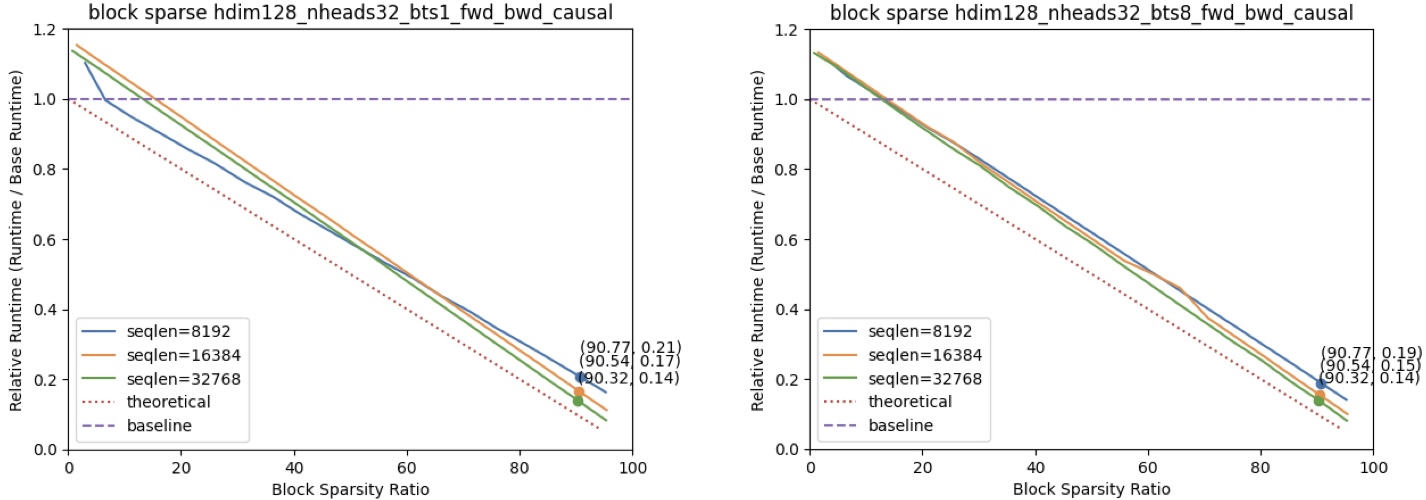 block sparse hdim128_nheads32_bts1_fwd_bwd_causal
Relative Runtime (Runtime / Base Runtime)
1.2
1.0
0.8
0.6
0.4
0.2
0.0
(90.77, 0.21)
(90.54, 0.17)
(90.32, 0.14)
seqlen=8192
seqlen=16384
seqlen=32768
theoretical
baseline
0 20 40 60 80 100
Block Sparsity Ratio
block sparse hdim128_nheads32_bts8_fwd_bwd_causal
Relative Runtime (Runtime / Base Runtime)
1.2
1.0
0.8
0.6
0.4
0.2
0.0
(90.77, 0.19)
(90.54, 0.15)
(90.32, 0.14)
seqlen=8192
seqlen=16384
seqlen=32768
theoretical
baseline
0 20 40 60 80 100
Block Sparsity Ratio